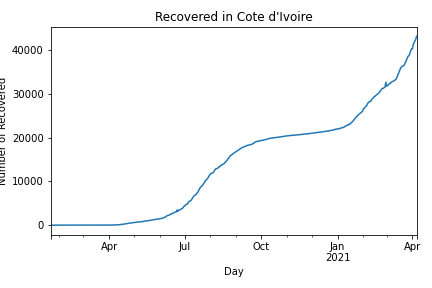 Recovered in Cote d'Ivoire
Number of Recovered
40000
30000
20000
10000
0
Apr
Jul
Oct
Jan
2021
Apr
Day